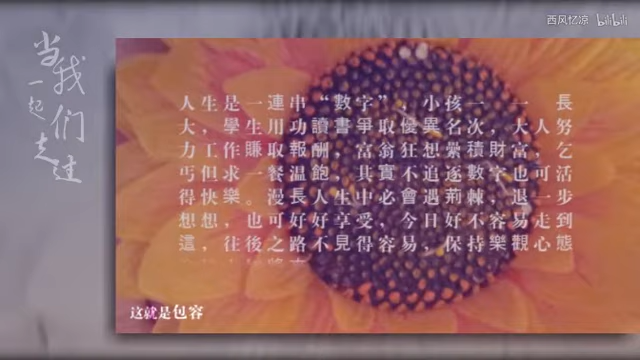 西风忆凉 bilibili
当我们
一起走过
人生是一連串“數字”，小孩一 一 長
大，學生用功讀書爭取優異名次，大人努
力工作賺取報酬，富翁狂想纍積財富，乞
丐但求一餐温飽，其實不追逐數字也可活
得快樂。漫長人生中必會遇荊棘，退一步
想想，也可好好享受，今日好不容易走到
這，往後之路不見得容易，保持樂觀心態
这就是包容